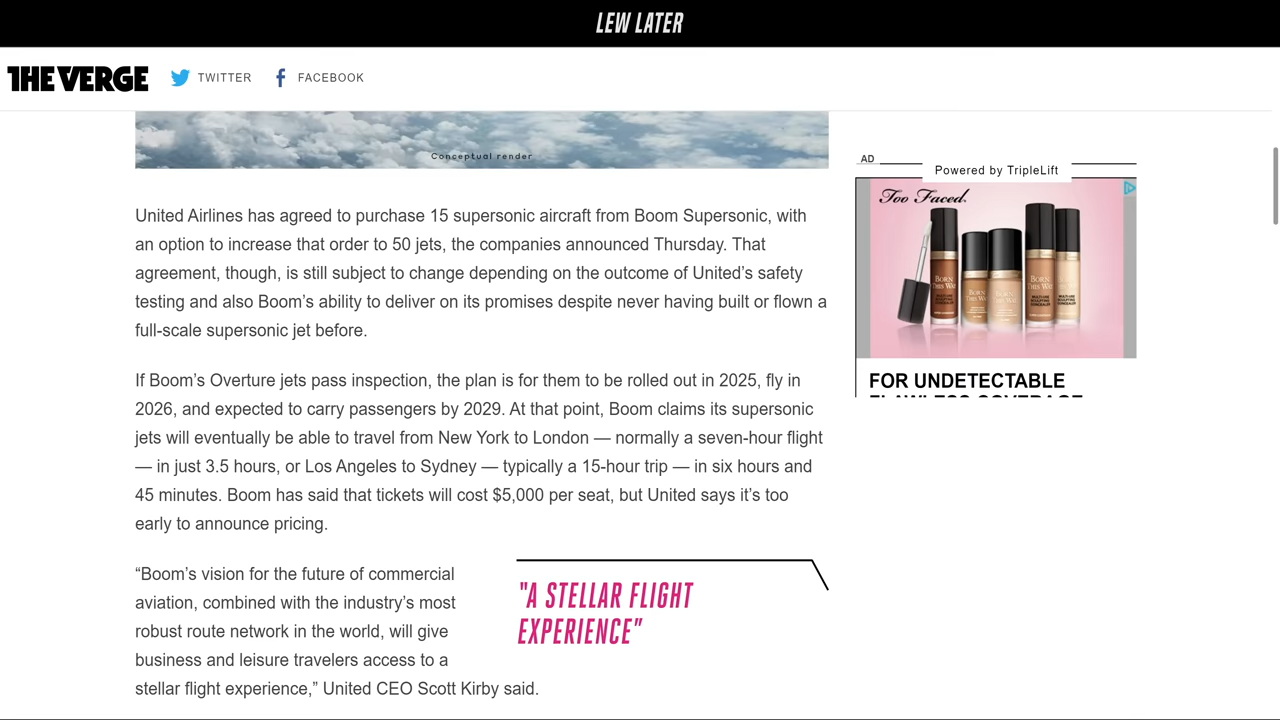 LEW LATER
THE VERGE
TWITTER
FACEBOOK
Conceptual render
United Airlines has agreed to purchase 15 supersonic aircraft from Boom Supersonic, with
an option to increase that order to 50 jets, the companies announced Thursday. That
agreement, though, is still subject to change depending on the outcome of United’s safety
testing and also Boom’s ability to deliver on its promises despite never having built or flown a
full-scale supersonic jet before.
If Boom’s Overture jets pass inspection, the plan is for them to be rolled out in 2025, fly in
2026, and expected to carry passengers by 2029. At that point, Boom claims its supersonic
jets will eventually be able to travel from New York to London — normally a seven-hour flight
— in just 3.5 hours, or Los Angeles to Sydney — typically a 15-hour trip — in six hours and
45 minutes. Boom has said that tickets will cost $5,000 per seat, but United says it’s too
early to announce pricing.
“Boom’s vision for the future of commercial
aviation, combined with the industry’s most
robust route network in the world, will give
business and leisure travelers access to a
stellar flight experience,” United CEO Scott Kirby said.
"A STELLAR FLIGHT
EXPERIENCE"
AD
Powered by TripleLift
Too Faced.
BORN
THIS WAY
FOR UNDETECTABLE
FLAWLESS COVERAGE